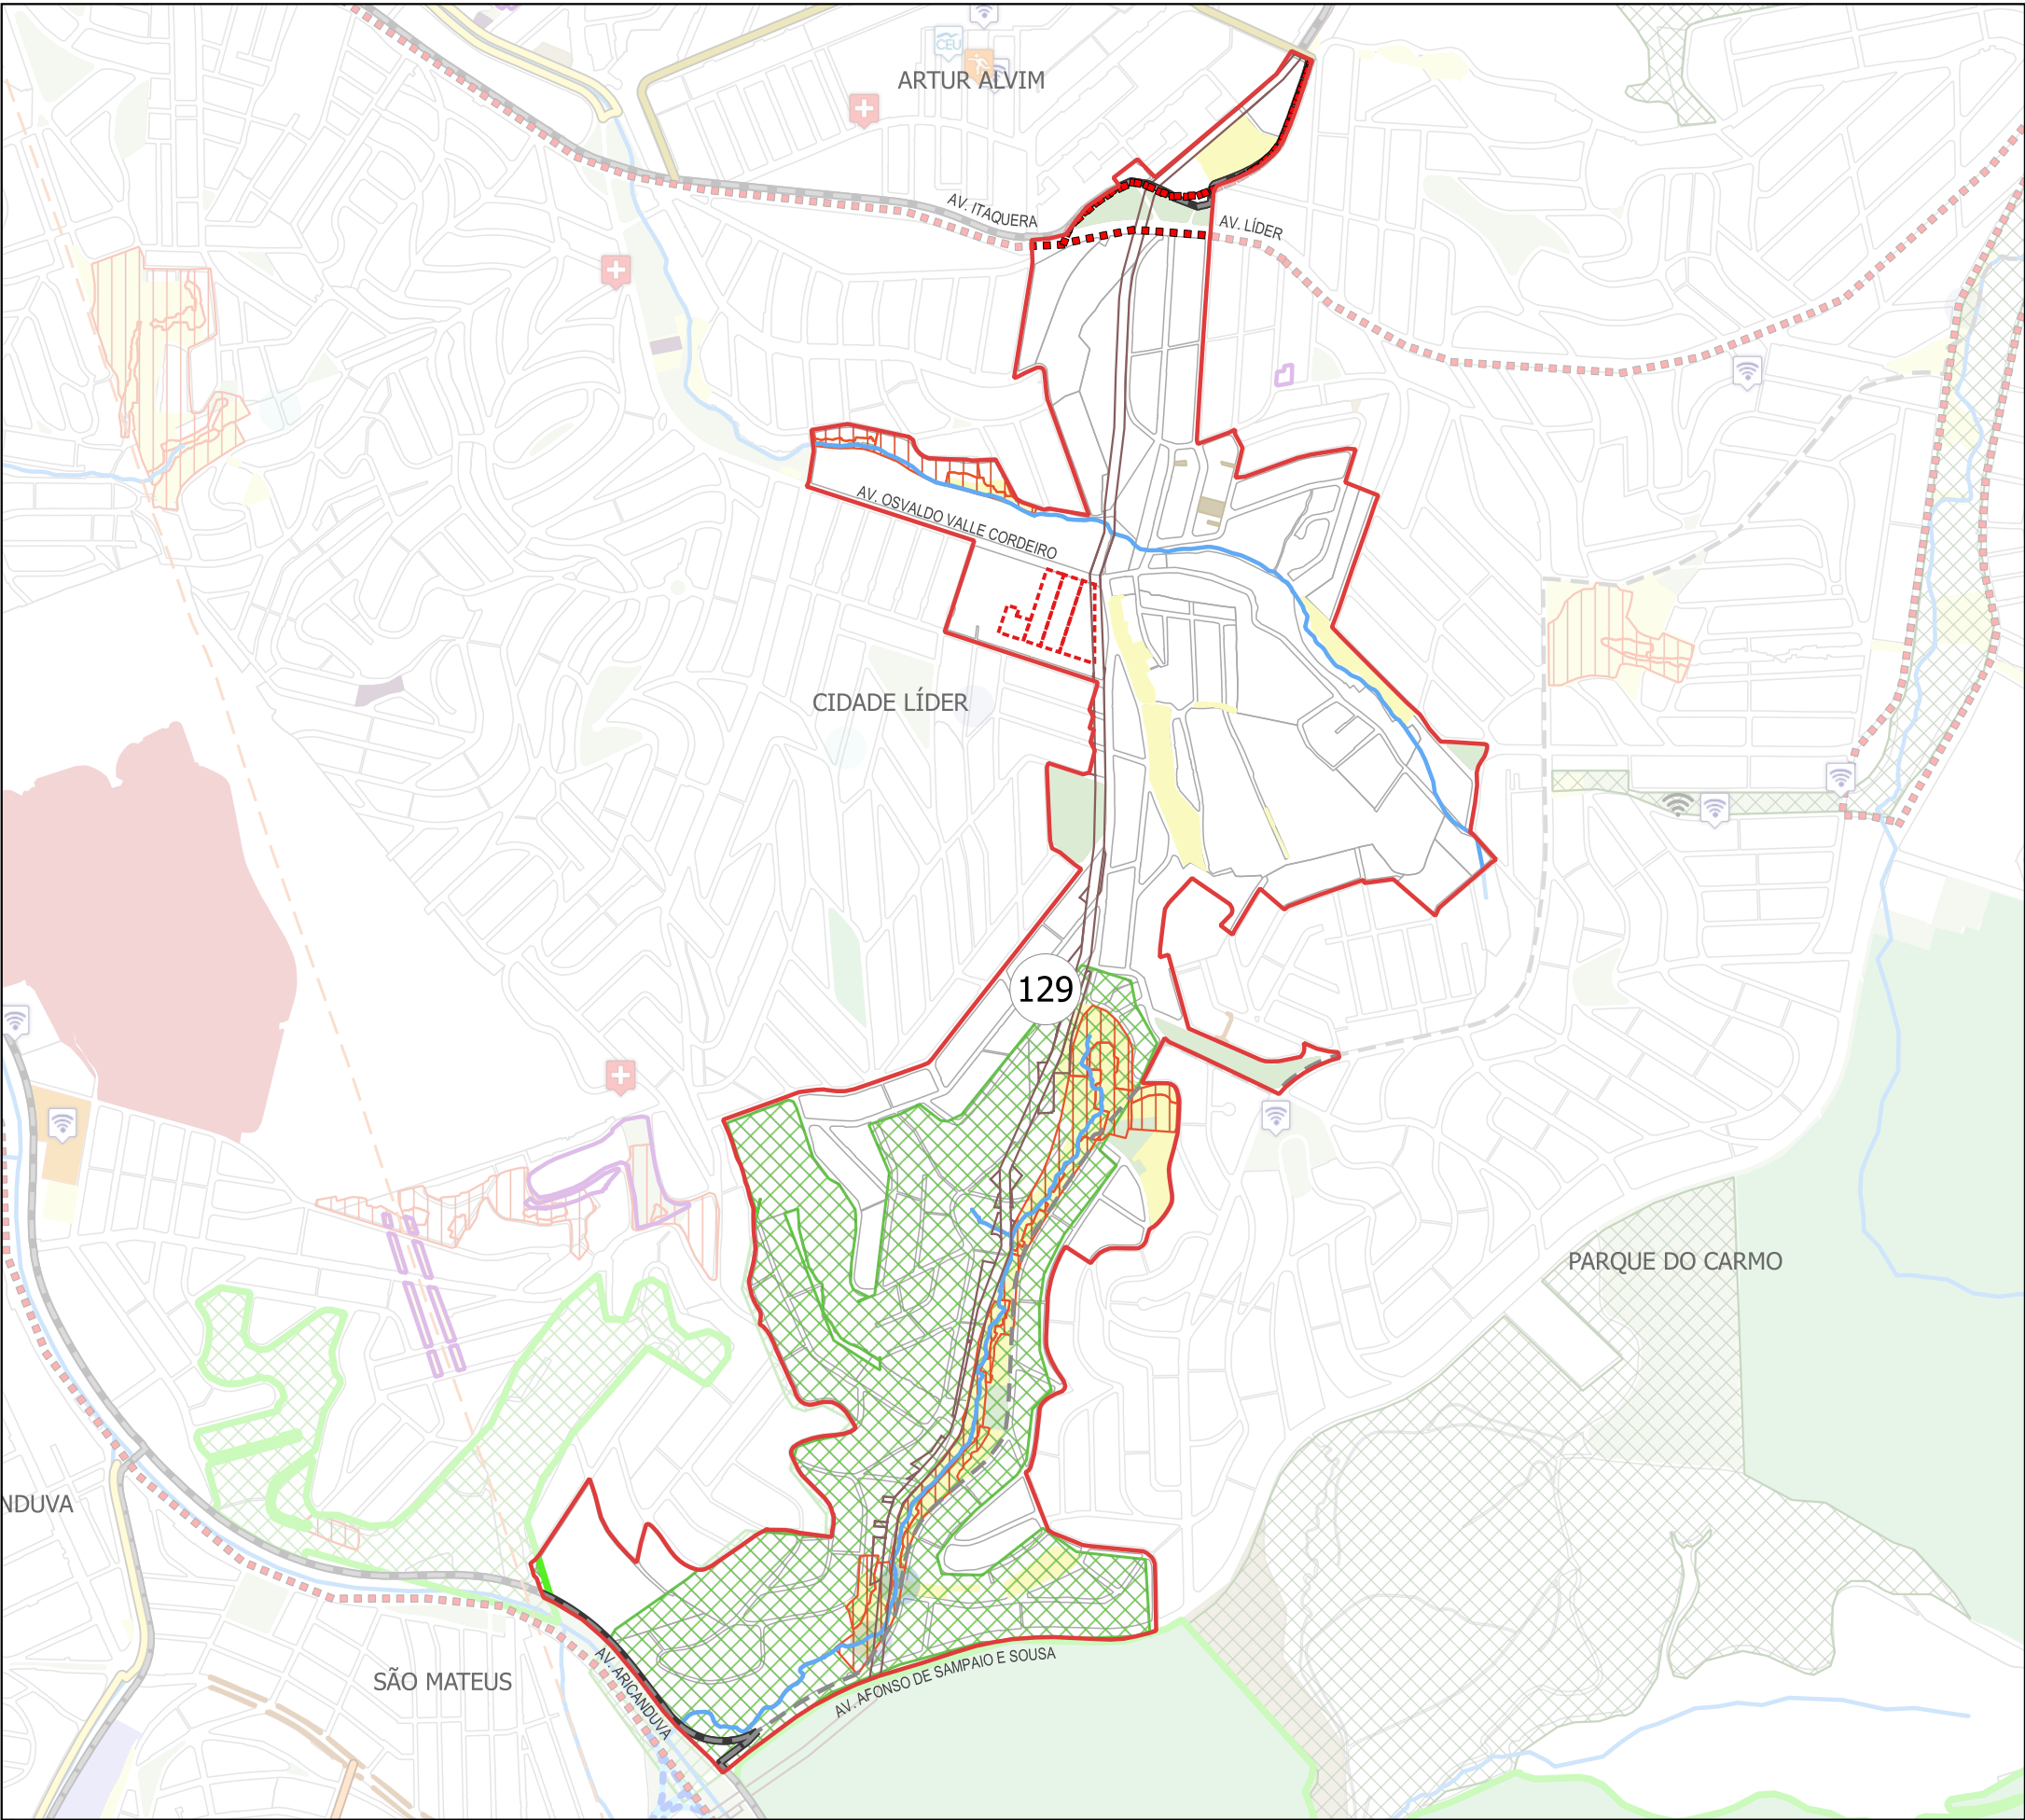 CEU
ARTUR ALVIM
AV. ITAQUERA
AV. LÍDER
AV. OSVALDO VALLE CORDEIRO
CIDADE LÍDER
129
PARQUE DO CARMO
NDUVA
SÃO MATEUS
AV. ARICANDUVA
AV. AFONSO DE SAMPAIO E SOUSA